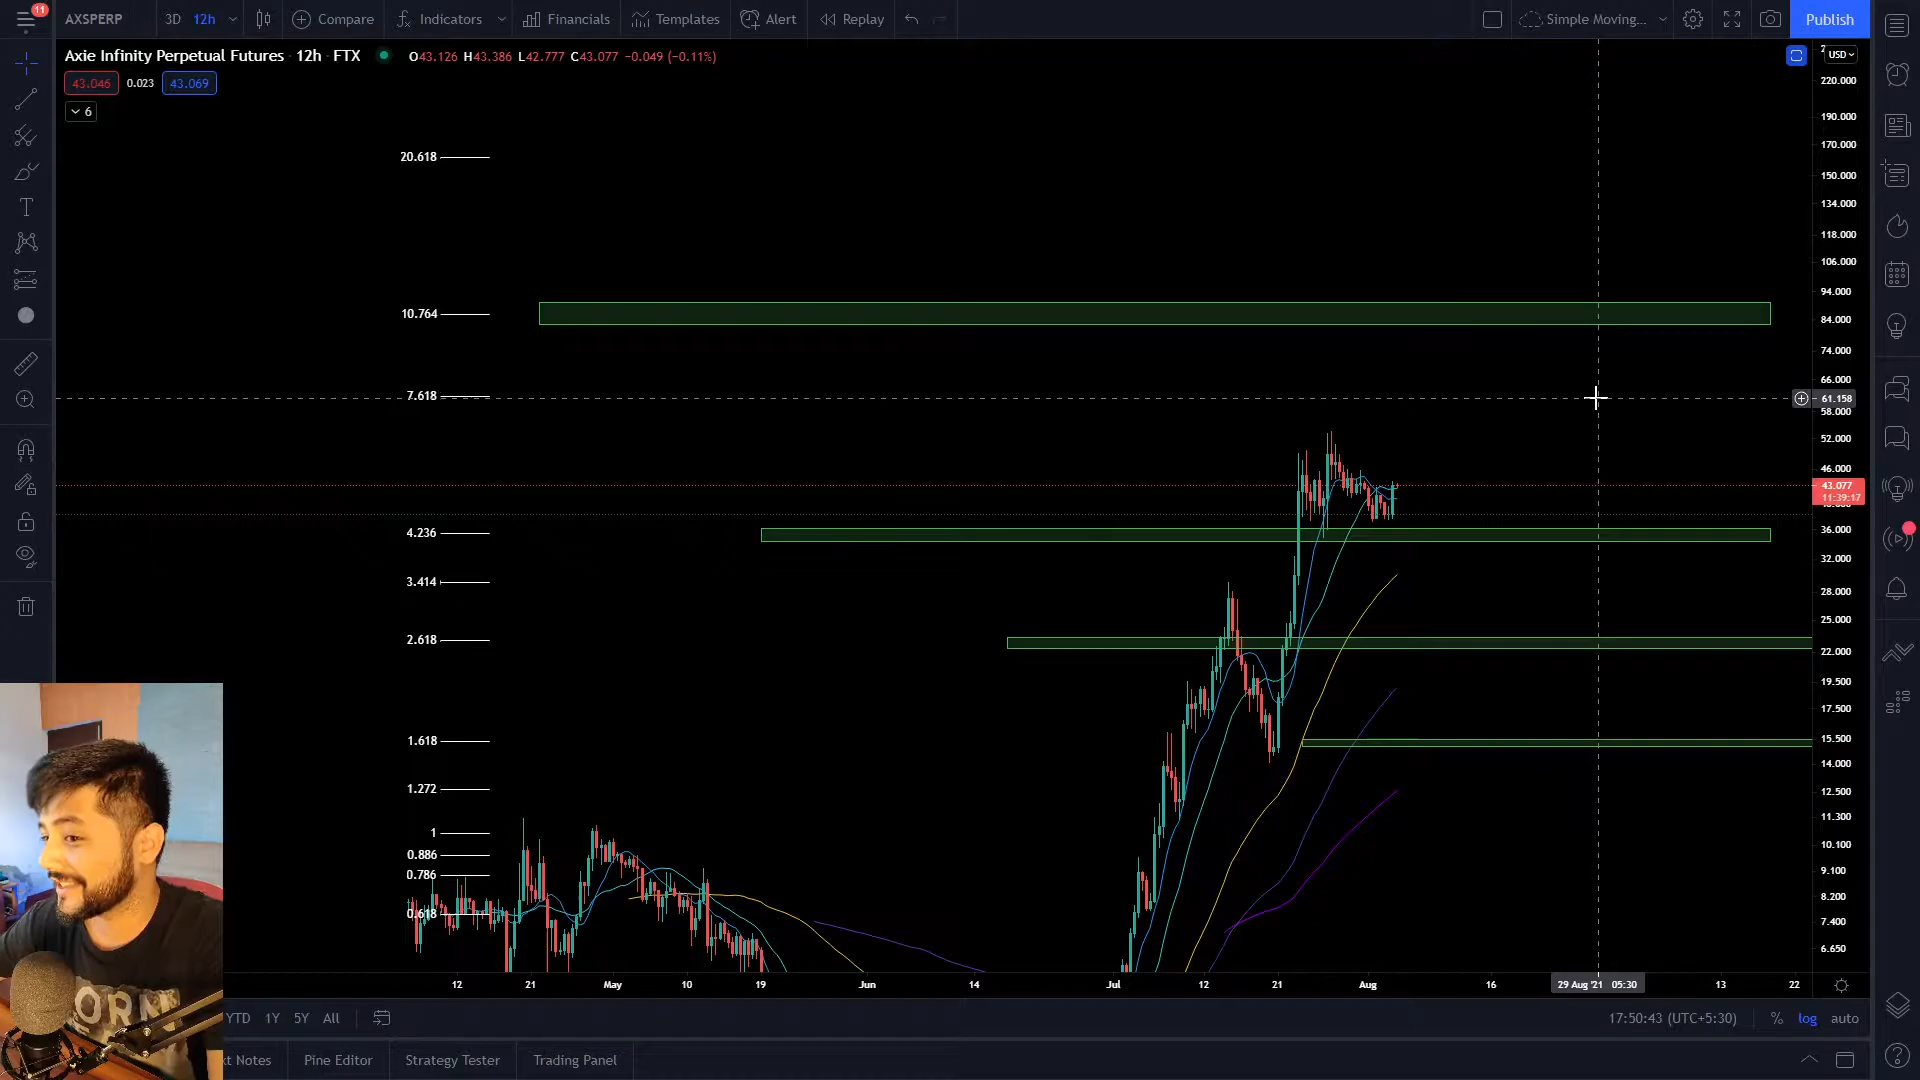 11
AXSPERP
3D 12h
Compare
Indicators
Financials
Templates
Alert
Replay
Simple Moving...
Publish
Axie Infinity Perpetual Futures · 12h · FTX
O43.126 H43.386 L42.777 C43.077 −0.049 (−0.11%)
43.046 0.023 43.069
6
USD
220.000
190.000
170.000
150.000
134.000
118.000
106.000
94.000
84.000
74.000
66.000
61.158
58.000
52.000
46.000
43.077
11:39:17
36.000
32.000
28.000
25.000
22.000
19.500
17.500
15.500
14.000
12.500
11.300
10.100
9.100
8.200
7.400
6.650
20.618
10.764
7.618
4.236
3.414
2.618
1.618
1.272
1
0.886
0.786
0.618
12 21 May 10 19 Jun 14 Jul 12 21 Aug 16 29 Aug '21 05:30 13 22
YTD 1Y 5Y All
17:50:43 (UTC+5:30) % log auto
Notes Pine Editor Strategy Tester Trading Panel
ORN